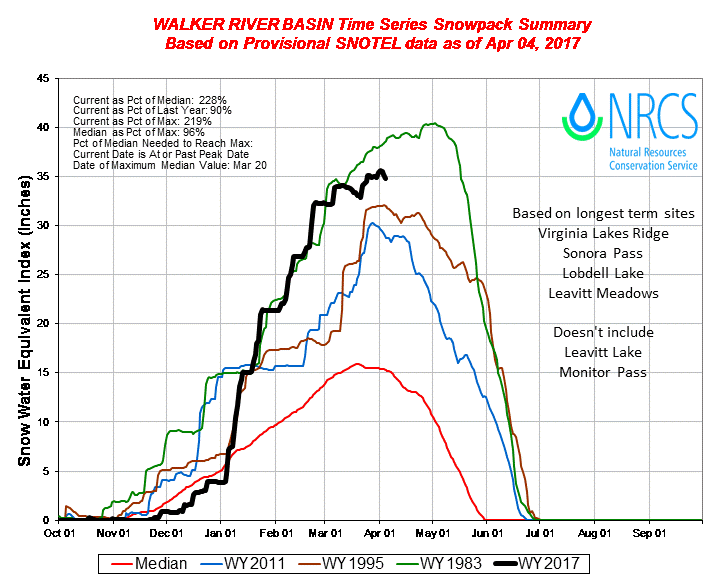 WALKER RIVER BASIN Time Series Snowpack Summary
Based on Provisional SNOTEL data as of Apr 04, 2017
Snow Water Equivalent Index (Inches)
45
40
35
30
25
20
15
10
5
0
Current as Pct of Median: 228%
Current as Pct of Last Year: 90%
Current as Pct of Max: 219%
Median as Pct of Max: 96%
Pct of Median Needed to Reach Max:
Current Date is At or Past Peak Date
Date of Maximum Median Value: Mar 20
NRCS
Natural Resources
Conservation Service
Based on longest term sites
Virginia Lakes Ridge
Sonora Pass
Lobdell Lake
Leavitt Meadows
Doesn't include
Leavitt Lake
Monitor Pass
Oct 01 Nov 01 Dec 01 Jan 01 Feb 01 Mar 01 Apr 01 May 01 Jun 01 Jul 01 Aug 01 Sep 01
Median WY 2011 WY 1995 WY 1983 WY 2017